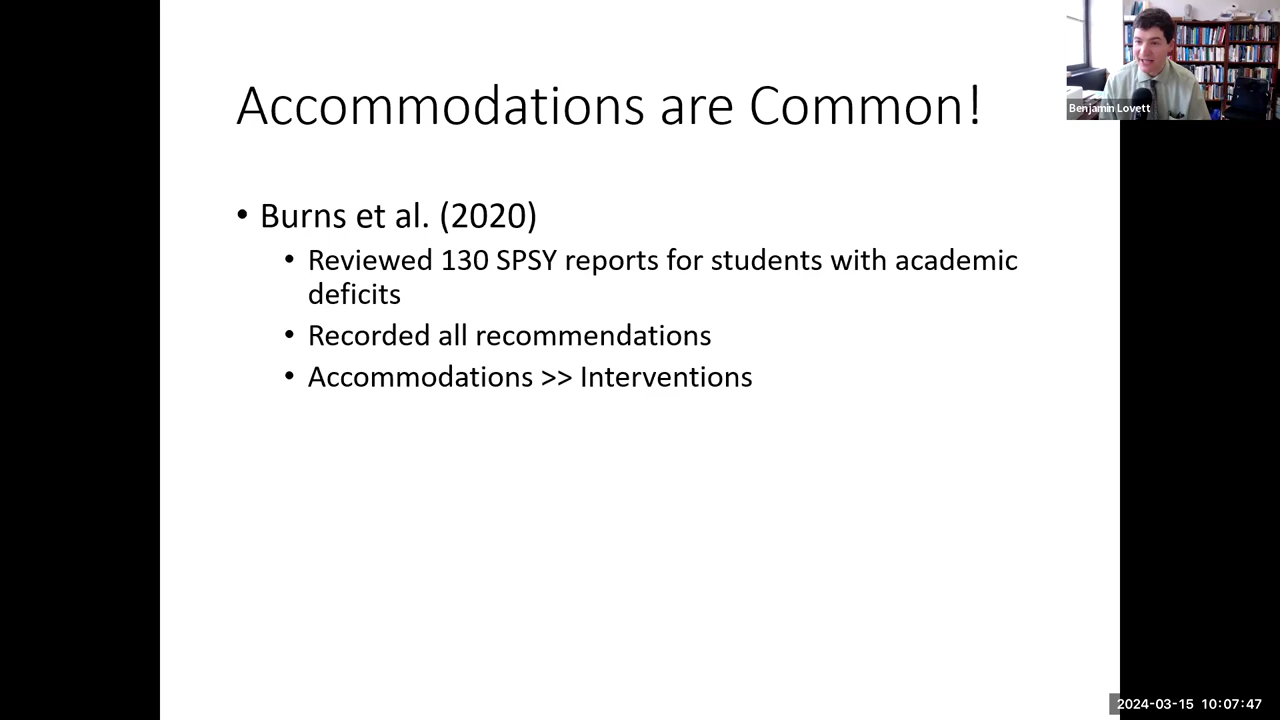 Accommodations are Common!
Benjamin Lovett
• Burns et al. (2020)
• Reviewed 130 SPSY reports for students with academic
deficits
• Recorded all recommendations
• Accommodations >> Interventions
2024-03-15 10:07:47